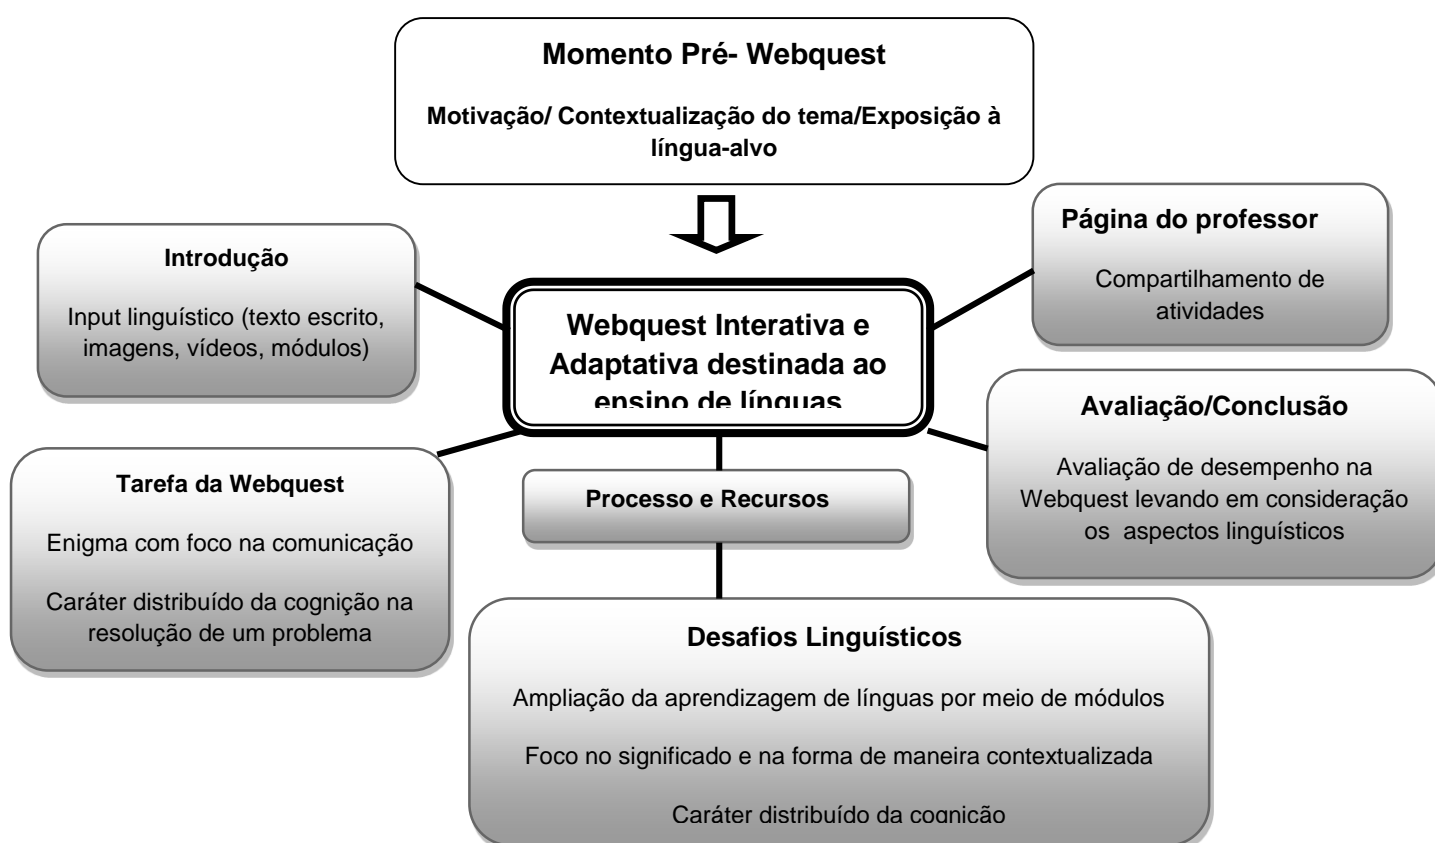 Momento Pré- Webquest
Motivação/ Contextualização do tema/Exposição à
língua-alvo
Introdução
Input linguístico (texto escrito,
imagens, vídeos, módulos)
Webquest Interativa e
Adaptativa destinada ao
ensino de línguas
Página do professor
Compartilhamento de
atividades
Tarefa da Webquest
Enigma com foco na comunicação
Caráter distribuído da cognição na
resolução de um problema
Processo e Recursos
Avaliação/Conclusão
Avaliação de desempenho na
Webquest levando em consideração
os aspectos linguísticos
Desafios Linguísticos
Ampliação da aprendizagem de línguas por meio de módulos
Foco no significado e na forma de maneira contextualizada
Caráter distribuído da cognição